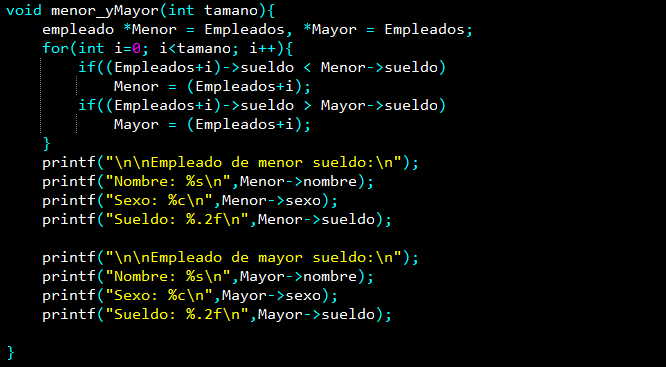 void menor_yMayor(int tamano){
    empleado *Menor = Empleados, *Mayor = Empleados;
    for(int i=0; i<tamano; i++){
        if((Empleados+i)->sueldo < Menor->sueldo)
            Menor = (Empleados+i);
        if((Empleados+i)->sueldo > Mayor->sueldo)
            Mayor = (Empleados+i);
    }
    printf("\n\nEmpleado de menor sueldo:\n");
    printf("Nombre: %s\n",Menor->nombre);
    printf("Sexo: %c\n",Menor->sexo);
    printf("Sueldo: %.2f\n",Menor->sueldo);

    printf("\n\nEmpleado de mayor sueldo:\n");
    printf("Nombre: %s\n",Mayor->nombre);
    printf("Sexo: %c\n",Mayor->sexo);
    printf("Sueldo: %.2f\n",Mayor->sueldo);

}